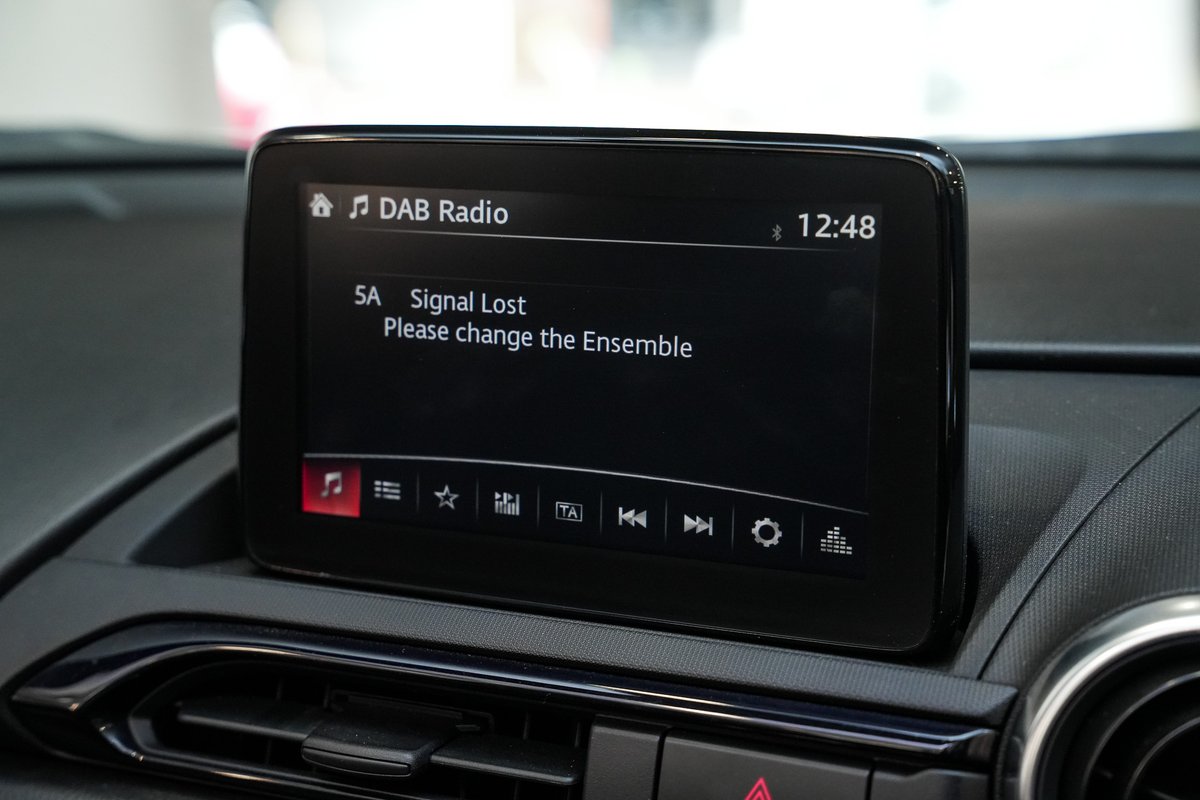 DAB Radio
12:48
5A Signal Lost
Please change the Ensemble
TA